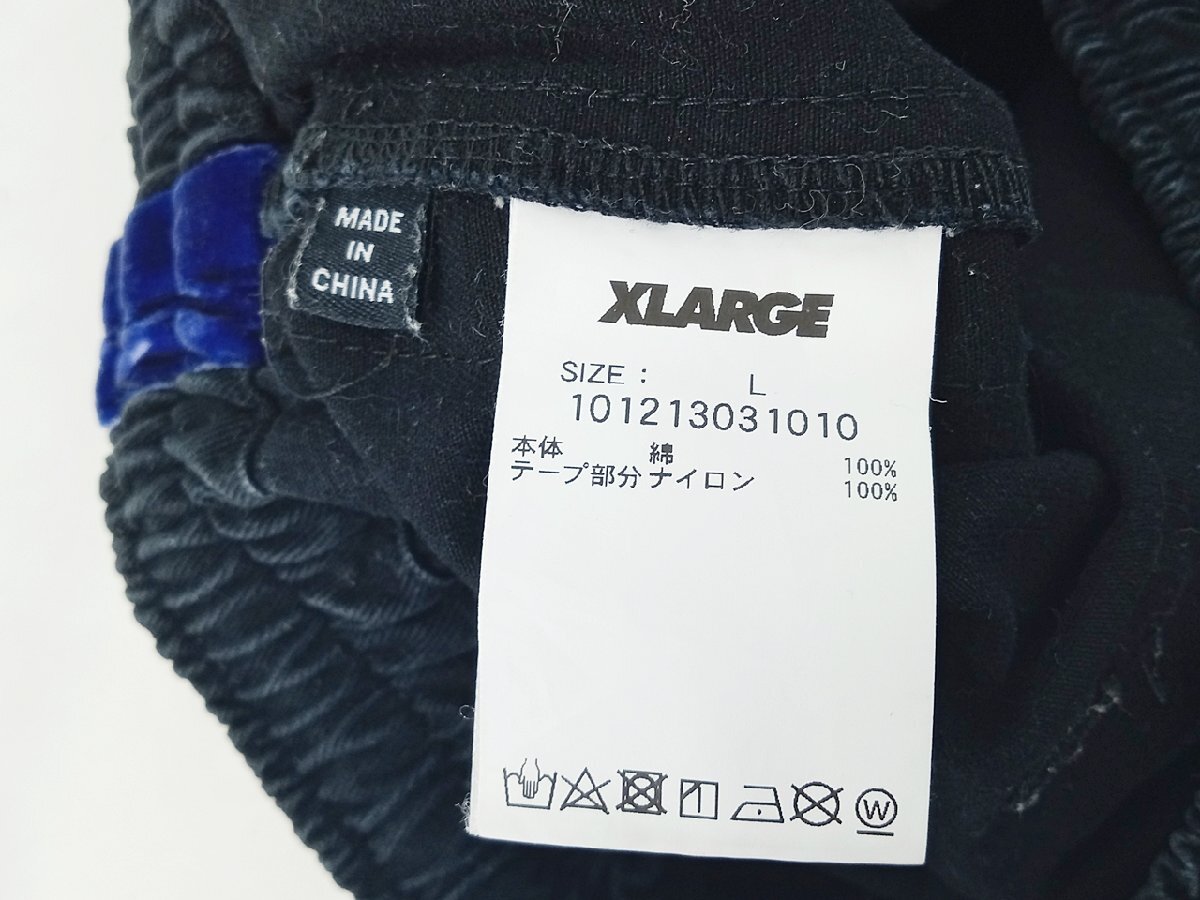 MADE
IN
CHINA
XLARGE
SIZE : L
101213031010
本体 綿 100%
テープ部分 ナイロン 100%
W